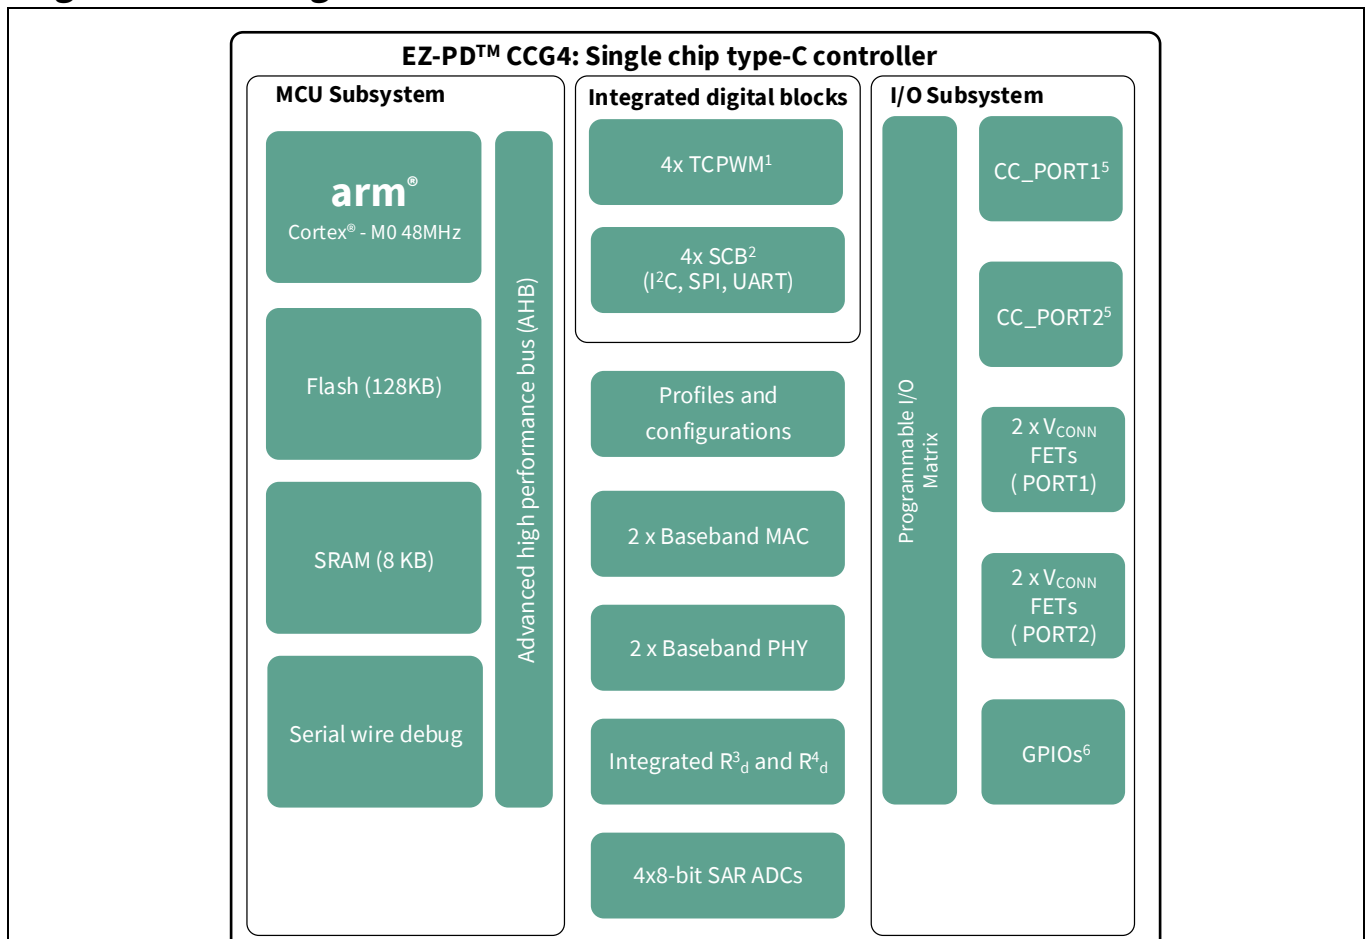 EZ-PD™ CCG4: Single chip type-C controller
MCU Subsystem
arm®
Cortex® - M0 48MHz
Flash (128KB)
SRAM (8 KB)
Serial wire debug
Advanced high performance bus (AHB)
Integrated digital blocks
4x TCPWM¹
4x SCB²
(I²C, SPI, UART)
Profiles and
configurations
2 x Baseband MAC
2 x Baseband PHY
Integrated R³d and R⁴d
4x8-bit SAR ADCs
I/O Subsystem
Programmable I/O
Matrix
CC_PORT1⁵
CC_PORT2⁵
2 x VCONN
FETs
( PORT1)
2 x VCONN
FETs
( PORT2)
GPIOs⁶